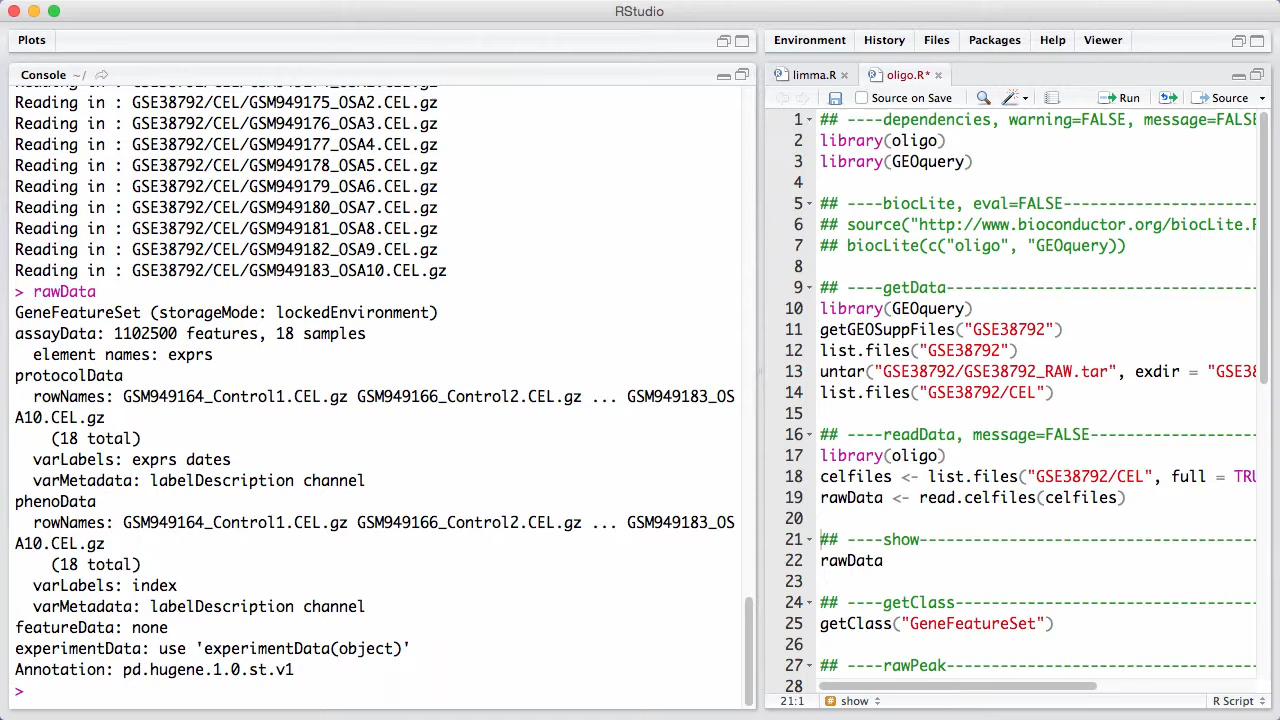 RStudio
Plots
Console ~/
Reading in : GSE38792/CEL/GSM949175_OSA2.CEL.gz
Reading in : GSE38792/CEL/GSM949176_OSA3.CEL.gz
Reading in : GSE38792/CEL/GSM949177_OSA4.CEL.gz
Reading in : GSE38792/CEL/GSM949178_OSA5.CEL.gz
Reading in : GSE38792/CEL/GSM949179_OSA6.CEL.gz
Reading in : GSE38792/CEL/GSM949180_OSA7.CEL.gz
Reading in : GSE38792/CEL/GSM949181_OSA8.CEL.gz
Reading in : GSE38792/CEL/GSM949182_OSA9.CEL.gz
Reading in : GSE38792/CEL/GSM949183_OSA10.CEL.gz
> rawData
GeneFeatureSet (storageMode: lockedEnvironment)
assayData: 1102500 features, 18 samples
  element names: exprs
protocolData
  rowNames: GSM949164_Control1.CEL.gz GSM949166_Control2.CEL.gz ... GSM949183_OS
A10.CEL.gz
    (18 total)
  varLabels: exprs dates
  varMetadata: labelDescription channel
phenoData
  rowNames: GSM949164_Control1.CEL.gz GSM949166_Control2.CEL.gz ... GSM949183_OS
A10.CEL.gz
    (18 total)
  varLabels: index
  varMetadata: labelDescription channel
featureData: none
experimentData: use 'experimentData(object)'
Annotation: pd.hugene.1.0.st.v1
>
Environment History Files Packages Help Viewer
limma.R oligo.R*
Source on Save Run Source
1 ## ----dependencies, warning=FALSE, message=FALSE
2 library(oligo)
3 library(GEOquery)
4
5 ## ----biocLite, eval=FALSE----------------------
6 ## source("http://www.bioconductor.org/biocLite.R
7 ## biocLite(c("oligo", "GEOquery))
8
9 ## ----getData-----------------------------------
10 library(GEOquery)
11 getGEOSuppFiles("GSE38792")
12 list.files("GSE38792")
13 untar("GSE38792/GSE38792_RAW.tar", exdir = "GSE38
14 list.files("GSE38792/CEL")
15
16 ## ----readData, message=FALSE-------------------
17 library(oligo)
18 celfiles <- list.files("GSE38792/CEL", full = TRU
19 rawData <- read.celfiles(celfiles)
20
21 ## ----show--------------------------------------
22 rawData
23
24 ## ----getClass----------------------------------
25 getClass("GeneFeatureSet")
26
27 ## ----rawPeak-----------------------------------
28
21:1 # show R Script